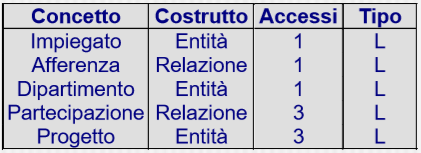 Concetto Costrutto Accessi Tipo
Impiegato Entità 1 L
Afferenza Relazione 1 L
Dipartimento Entità 1 L
Partecipazione Relazione 3 L
Progetto Entità 3 L